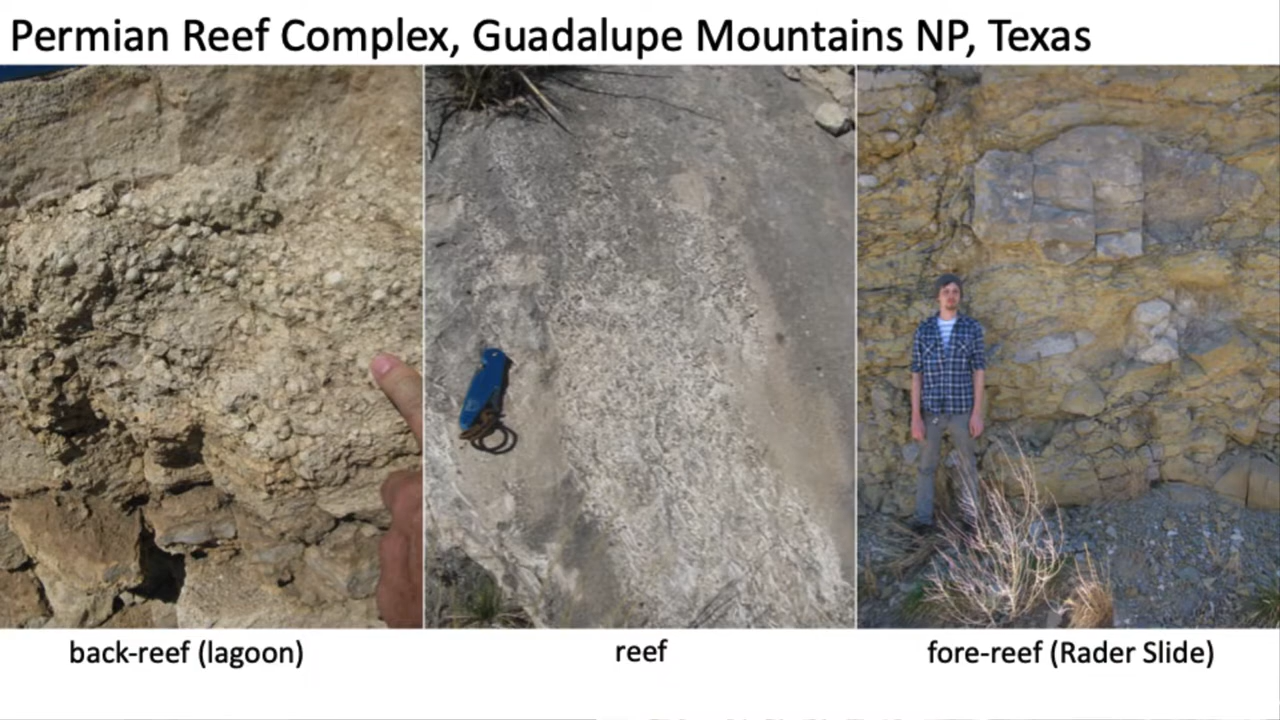 Permian Reef Complex, Guadalupe Mountains NP, Texas
back-reef (lagoon)
reef
fore-reef (Rader Slide)